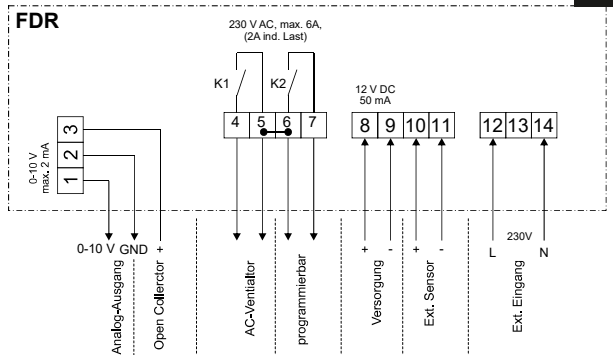 FDR
230 V AC, max. 6A,
(2A ind. Last)
K1
K2
12 V DC
50 mA
3
2
1
0-10 V
max. 2 mA
4 5 6 7
8 9 10 11
12 13 14
0-10 V GND +
+ - + -
230V
L N
Analog-Ausgang
Open Collerctor
AC-Ventialtor
programmierbar
Versorgung
Ext. Sensor
Ext. Eingang